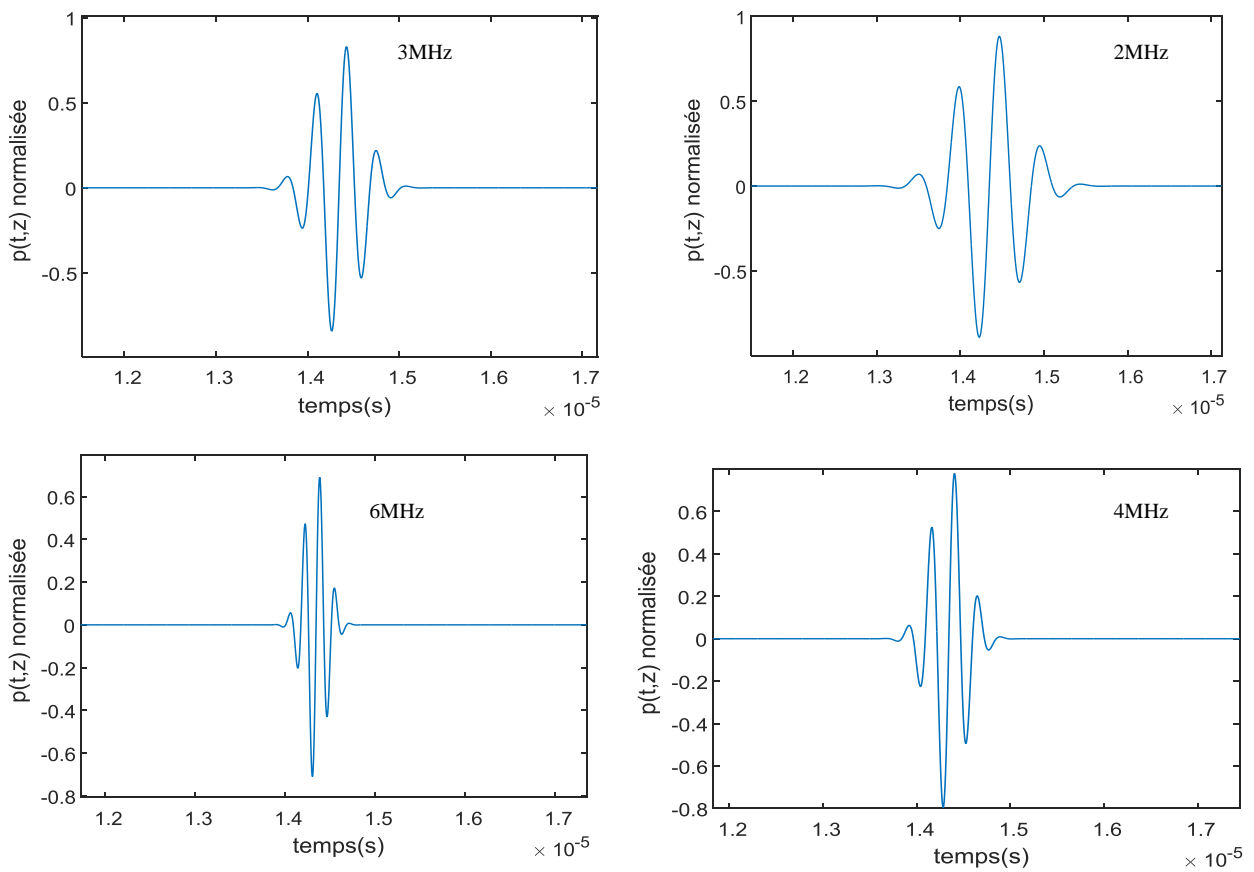 3MHz
1
0.5
0
-0.5
p(t,z) normalisée
1.2 1.3 1.4 1.5 1.6 1.7
temps(s)
× 10-5
2MHz
1
0.5
0
-0.5
p(t,z) normalisée
1.2 1.3 1.4 1.5 1.6 1.7
temps(s)
× 10-5
6MHz
0.6
0.4
0.2
0
-0.2
-0.4
-0.6
-0.8
p(t,z) normalisée
1.2 1.3 1.4 1.5 1.6 1.7
temps(s)
× 10-5
4MHz
0.6
0.4
0.2
0
-0.2
-0.4
-0.6
-0.8
p(t,z) normalisée
1.2 1.3 1.4 1.5 1.6 1.7
temps(s)
× 10-5